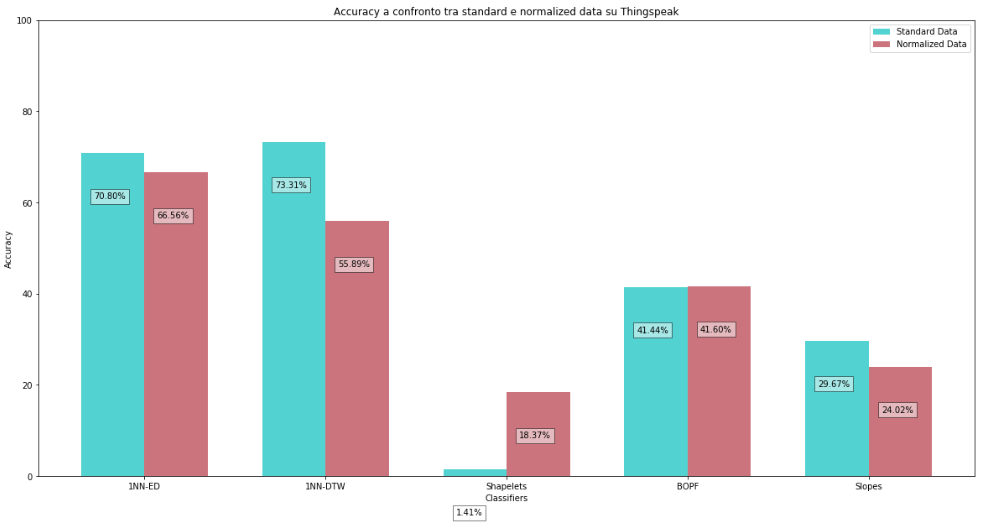 Accuracy a confronto tra standard e normalized data su Thingspeak
Standard Data
Normalized Data
Accuracy
100
80
60
40
20
0
70.80%
66.56%
73.31%
55.89%
1.41%
18.37%
41.44%
41.60%
29.67%
24.02%
1NN-ED
1NN-DTW
Shapelets
BOPF
Slopes
Classifiers